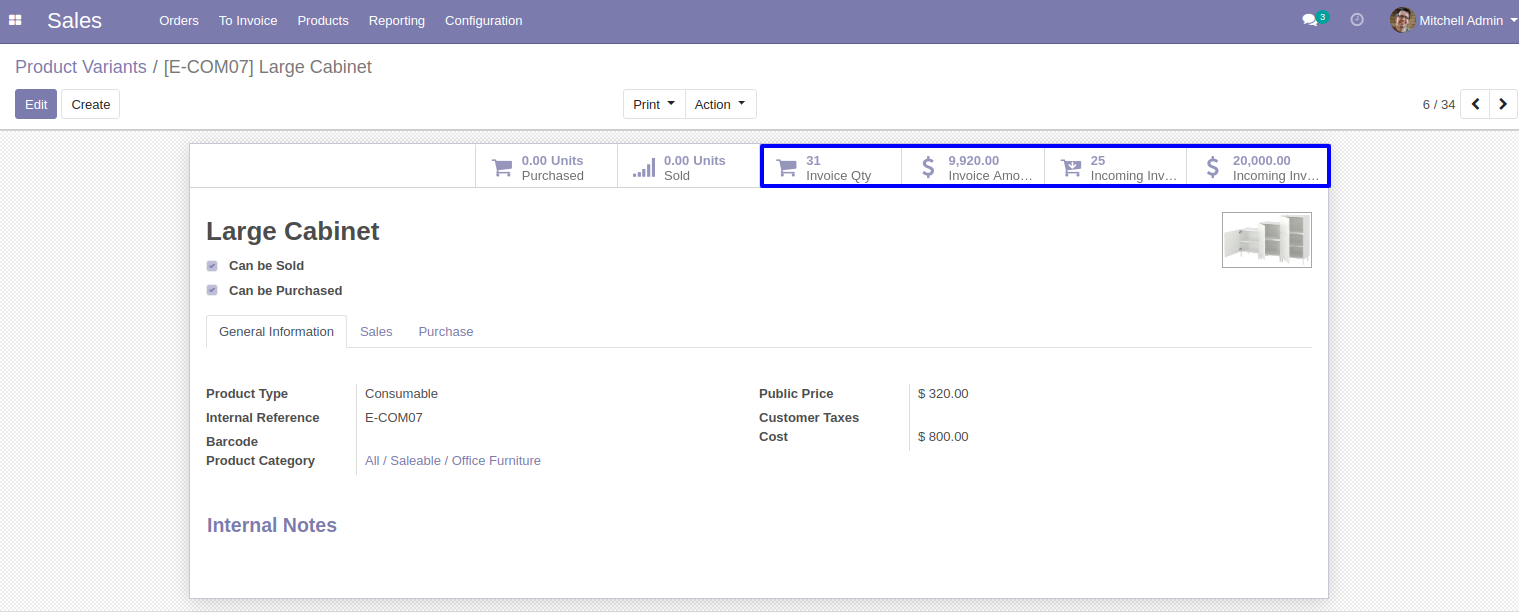 Sales Orders To Invoice Products Reporting Configuration 3 Mitchell Admin
Product Variants / [E-COM07] Large Cabinet
Edit Create Print Action 6 / 34
0.00 Units
Purchased
0.00 Units
Sold
31
Invoice Qty
9,920.00
Invoice Amo…
25
Incoming Inv…
20,000.00
Incoming Inv…
Large Cabinet
Can be Sold
Can be Purchased
General Information Sales Purchase
Product Type Consumable
Internal Reference E-COM07
Barcode
Product Category All / Saleable / Office Furniture
Public Price $ 320.00
Customer Taxes
Cost $ 800.00
Internal Notes